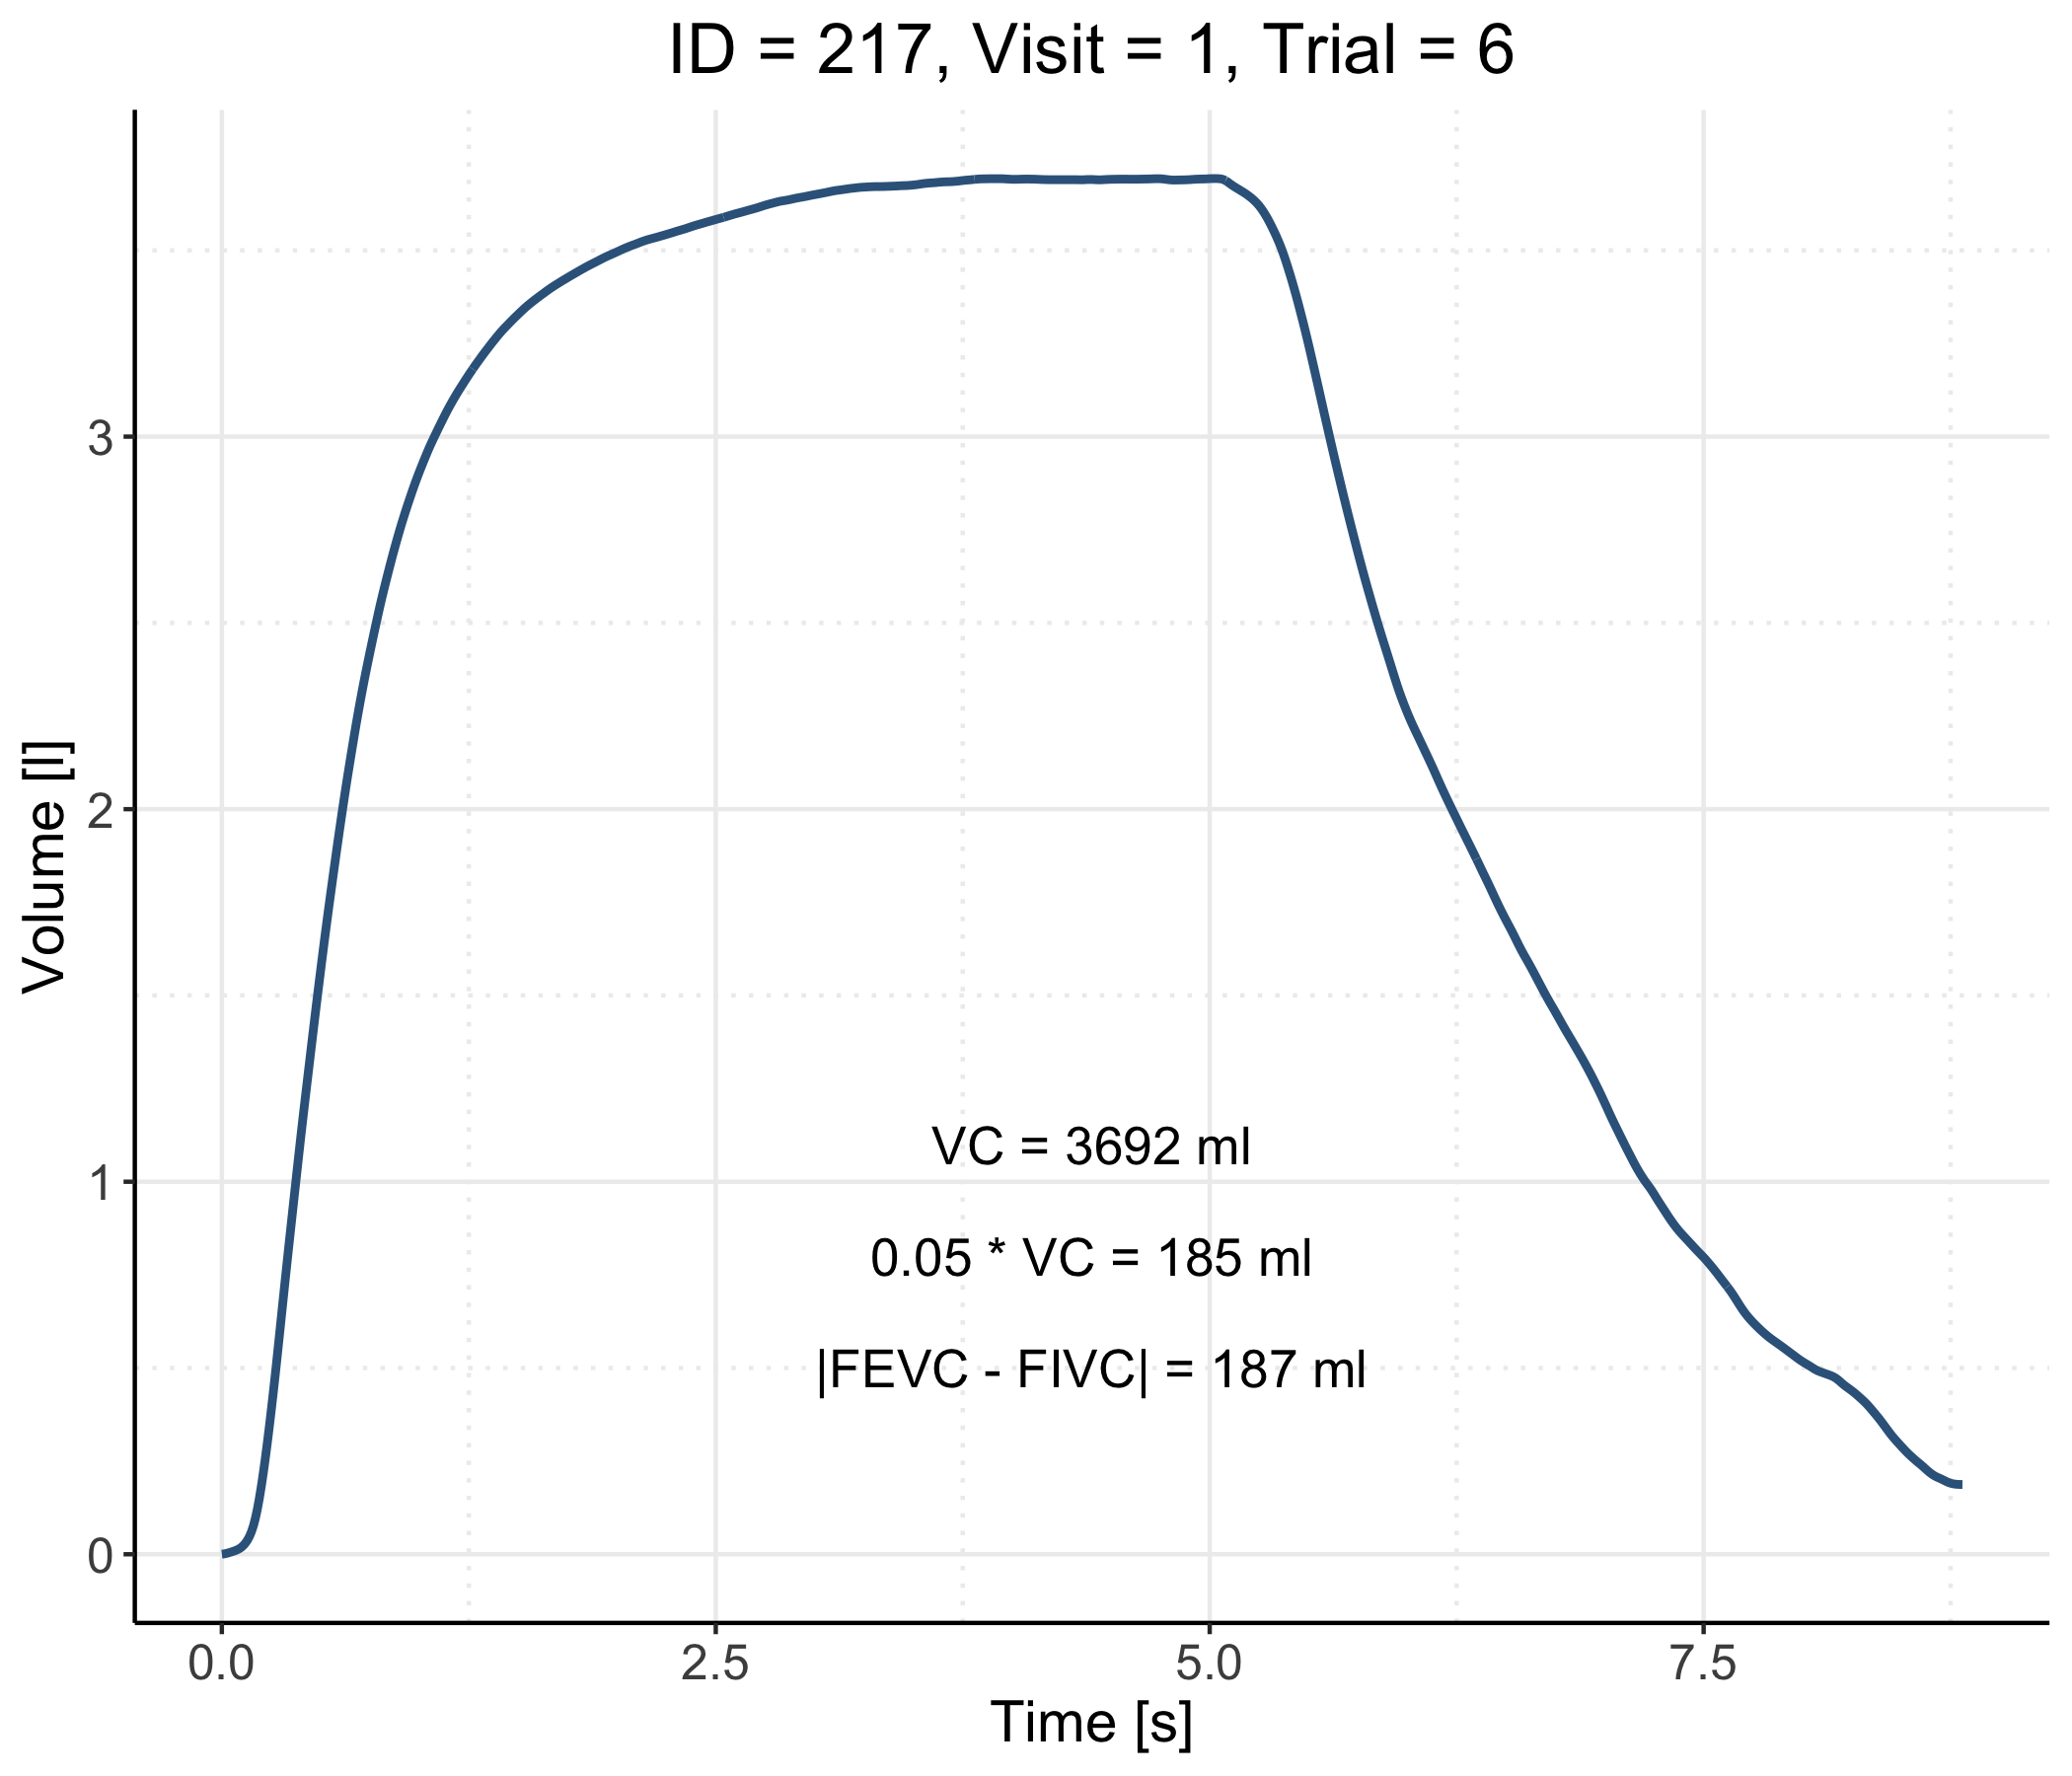 ID = 217, Visit = 1, Trial = 6
Volume [l]
3
2
1
0
VC = 3692 ml
0.05 * VC = 185 ml
|FEVC - FIVC| = 187 ml
0.0 2.5 5.0 7.5
Time [s]